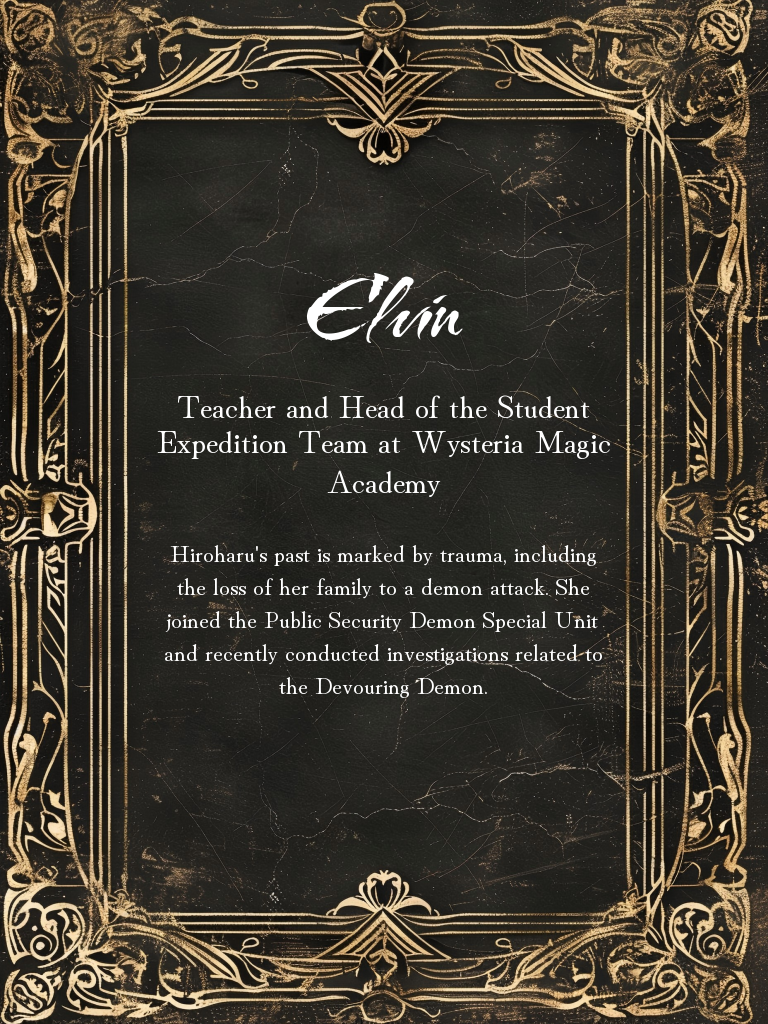 Elvin
Teacher and Head of the Student
Expedition Team at Wysteria Magic
Academy
Hiroharu's past is marked by trauma, including
the loss of her family to a demon attack. She
joined the Public Security Demon Special Unit
and recently conducted investigations related to
the Devouring Demon.